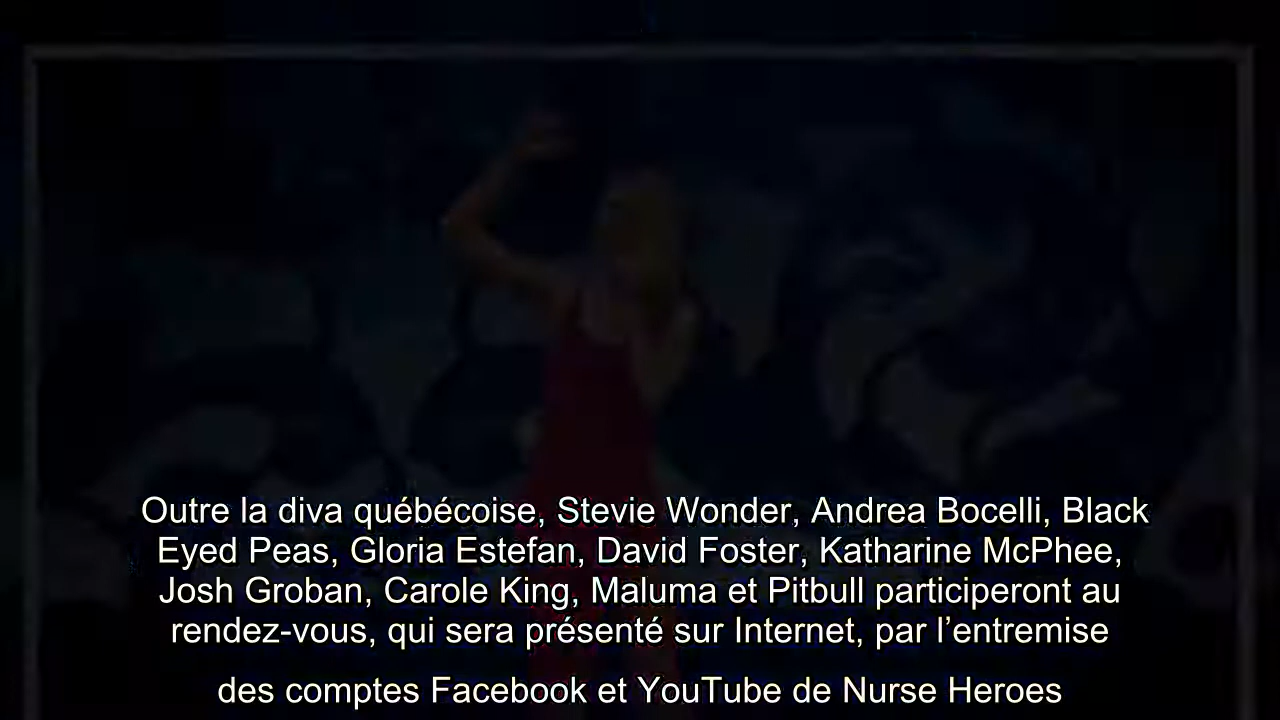 Outre la diva québécoise, Stevie Wonder, Andrea Bocelli, Black
Eyed Peas, Gloria Estefan, David Foster, Katharine McPhee,
Josh Groban, Carole King, Maluma et Pitbull participeront au
rendez-vous, qui sera présenté sur Internet, par l’entremise
des comptes Facebook et YouTube de Nurse Heroes